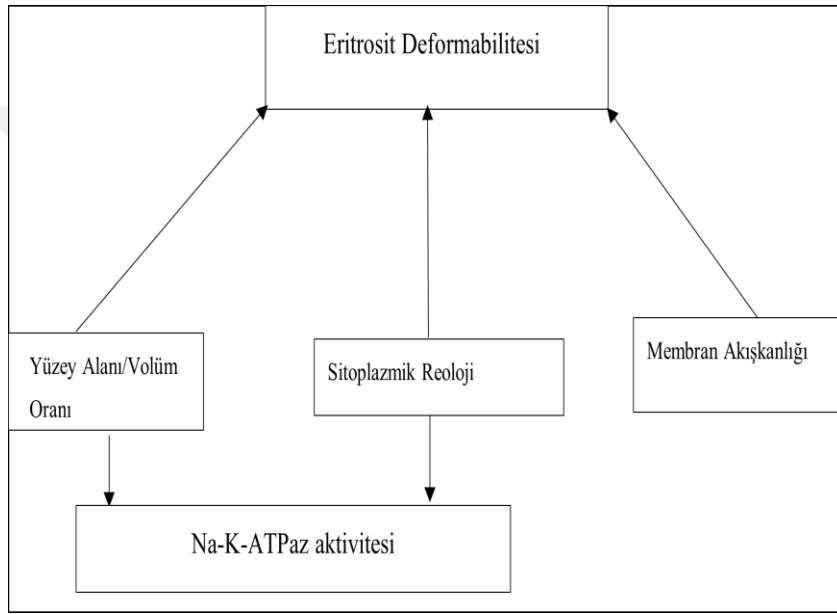 Eritrosit Deformabilitesi
Yüzey Alanı/Volüm
Oranı
Sitoplazmik Reoloji
Membran Akışkanlığı
Na-K-ATPaz aktivitesi